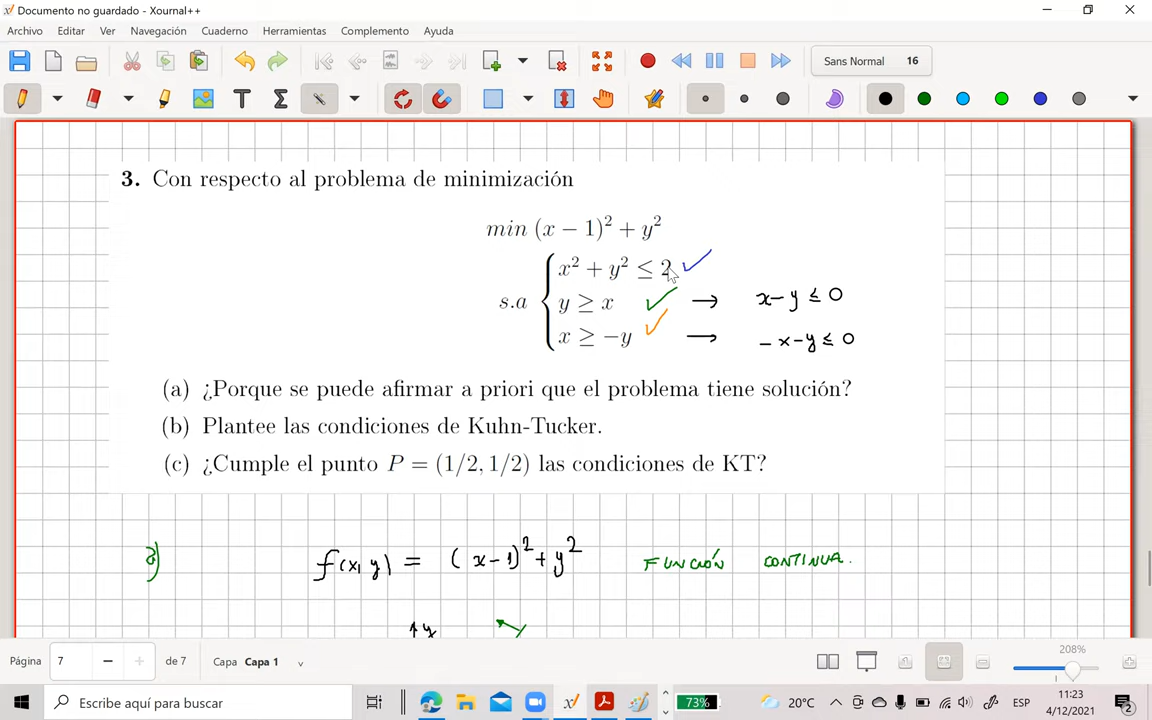 Documento no guardado - Xournal++
Archivo Editar Ver Navegación Cuaderno Herramientas Complemento Ayuda
Sans Normal 16
3. Con respecto al problema de minimización
min (x − 1)² + y²
x² + y² ≤ 2
s.a y ≥ x → x-y ≤ 0
x ≥ −y → -x-y ≤ 0
(a) ¿Porque se puede afirmar a priori que el problema tiene solución?
(b) Plantee las condiciones de Kuhn-Tucker.
(c) ¿Cumple el punto P = (1/2, 1/2) las condiciones de KT?
a) f(x, y) = (x-1)² + y² FUNCIÓN CONTINUA.
y
Página 7 de 7 Capa Capa 1 208%
Escribe aquí para buscar 73% 20°C ESP 11:23
4/12/2021 2